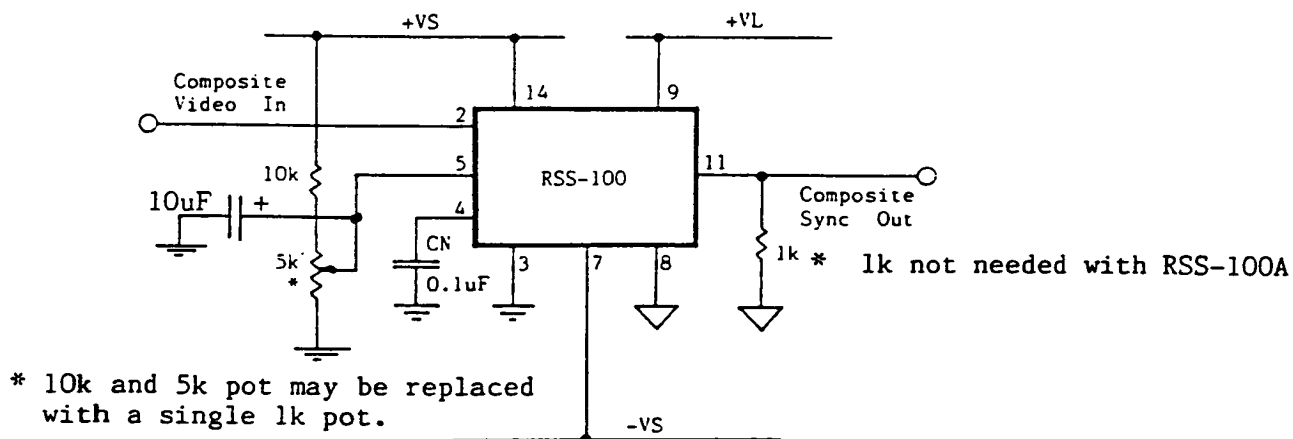 +VS
+VL
Composite
Video In
14
9
2
10k
5
RSS-100
11
10uF
+
4
Composite
Sync Out
CN
5k
*
0.1uF
3
7
8
1k * 1k not needed with RSS-100A
* 10k and 5k pot may be replaced
with a single 1k pot.
-VS